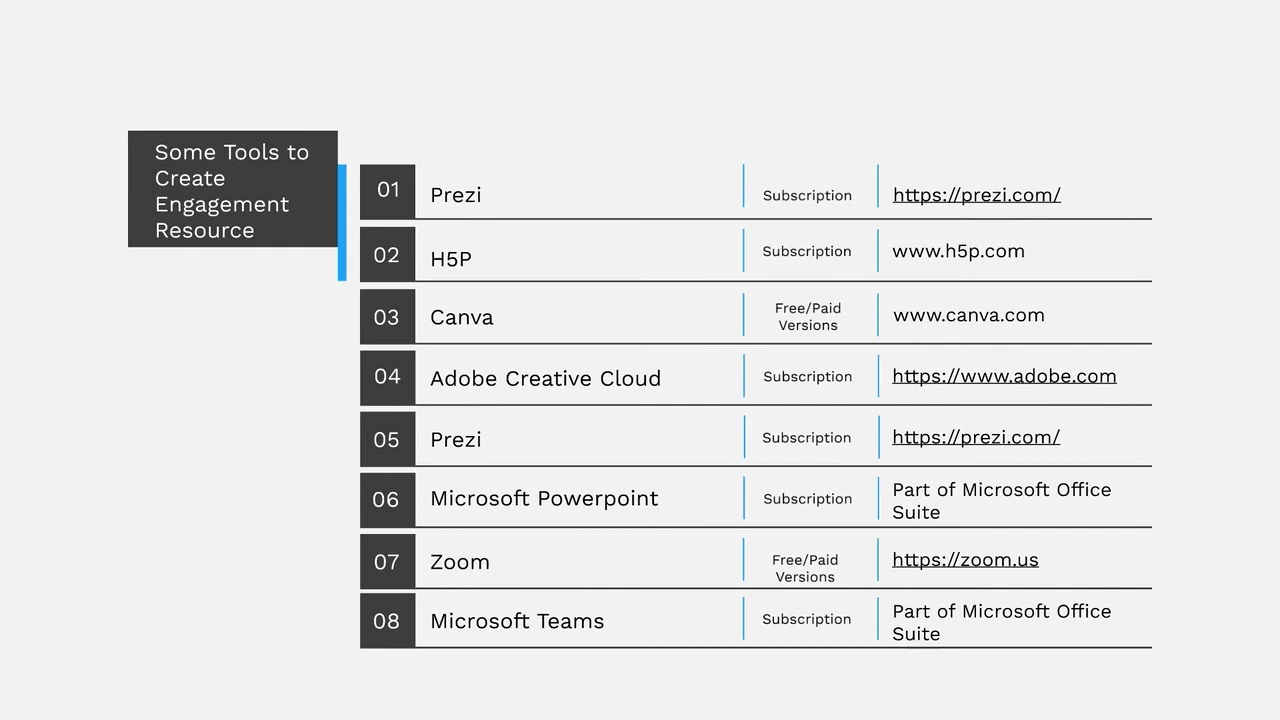 Some Tools to
Create
Engagement
Resource
01 Prezi Subscription https://prezi.com/
02 H5P Subscription www.h5p.com
03 Canva Free/Paid Versions www.canva.com
04 Adobe Creative Cloud Subscription https://www.adobe.com
05 Prezi Subscription https://prezi.com/
06 Microsoft Powerpoint Subscription Part of Microsoft Office
Suite
07 Zoom Free/Paid Versions https://zoom.us
08 Microsoft Teams Subscription Part of Microsoft Office
Suite